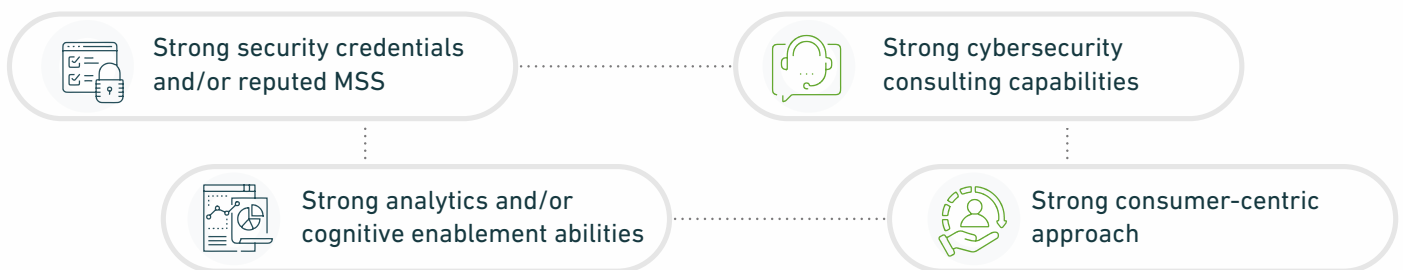 Strong security credentials
and/or reputed MSS
Strong cybersecurity
consulting capabilities
Strong analytics and/or
cognitive enablement abilities
Strong consumer-centric
approach